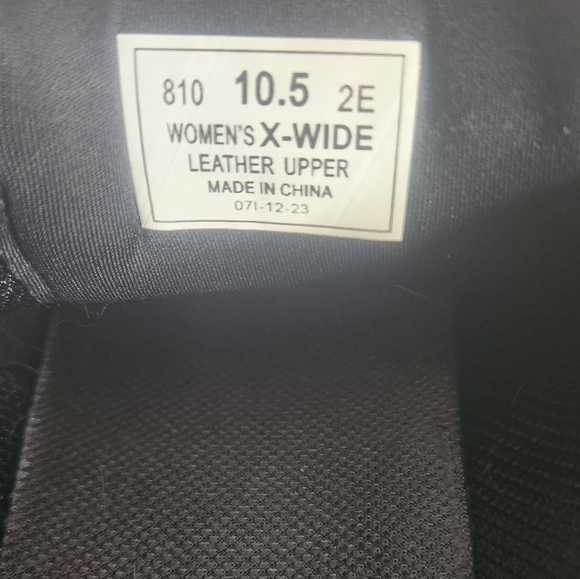 810 10.5 2E
WOMEN'S X-WIDE
LEATHER UPPER
MADE IN CHINA
071-12-23